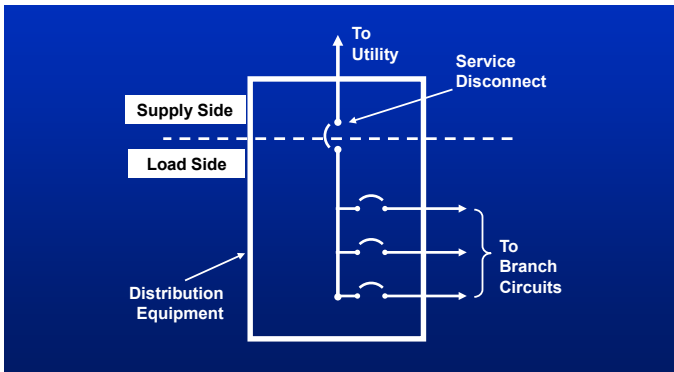 To
Utility
Service
Disconnect
Supply Side
Load Side
To
Branch
Circuits
Distribution
Equipment